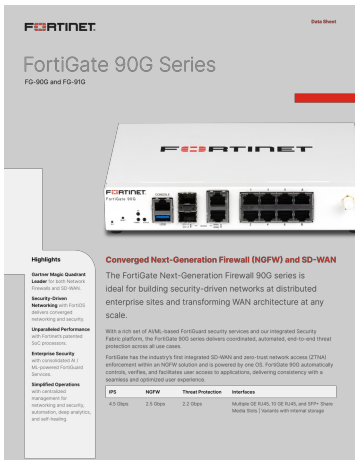 FORTINET
Data Sheet
FortiGate 90G Series
FG-90G and FG-91G
FORTINET
FORTINET
FortiGate 90G
CONSOLE
USB
Highlights
Gartner Magic Quadrant
Leader for both Network
Firewalls and SD-WAN.
Security-Driven
Networking with FortiOS
delivers converged
networking and security.
Unparalleled Performance
with Fortinet's patented
SoC processors.
Enterprise Security
with consolidated AI /
ML-powered FortiGuard
Services.
Simplified Operations
with centralized
management for
networking and security,
automation, deep analytics,
and self-healing.
Converged Next-Generation Firewall (NGFW) and SD-WAN
The FortiGate Next-Generation Firewall 90G series is
ideal for building security-driven networks at distributed
enterprise sites and transforming WAN architecture at any
scale.
With a rich set of AI/ML-based FortiGuard security services and our integrated Security
Fabric platform, the FortiGate 90G series delivers coordinated, automated, end-to-end threat
protection across all use cases.
FortiGate has the industry's first integrated SD-WAN and zero-trust network access (ZTNA)
enforcement within an NGFW solution and is powered by one OS. FortiGate 90G automatically
controls, verifies, and facilitates user access to applications, delivering consistency with a
seamless and optimized user experience.
IPS NGFW Threat Protection Interfaces
4.5 Gbps 2.5 Gbps 2.2 Gbps Multiple GE RJ45, 10 GE RJ45, and SFP+ Share
Media Slots | Variants with internal storage